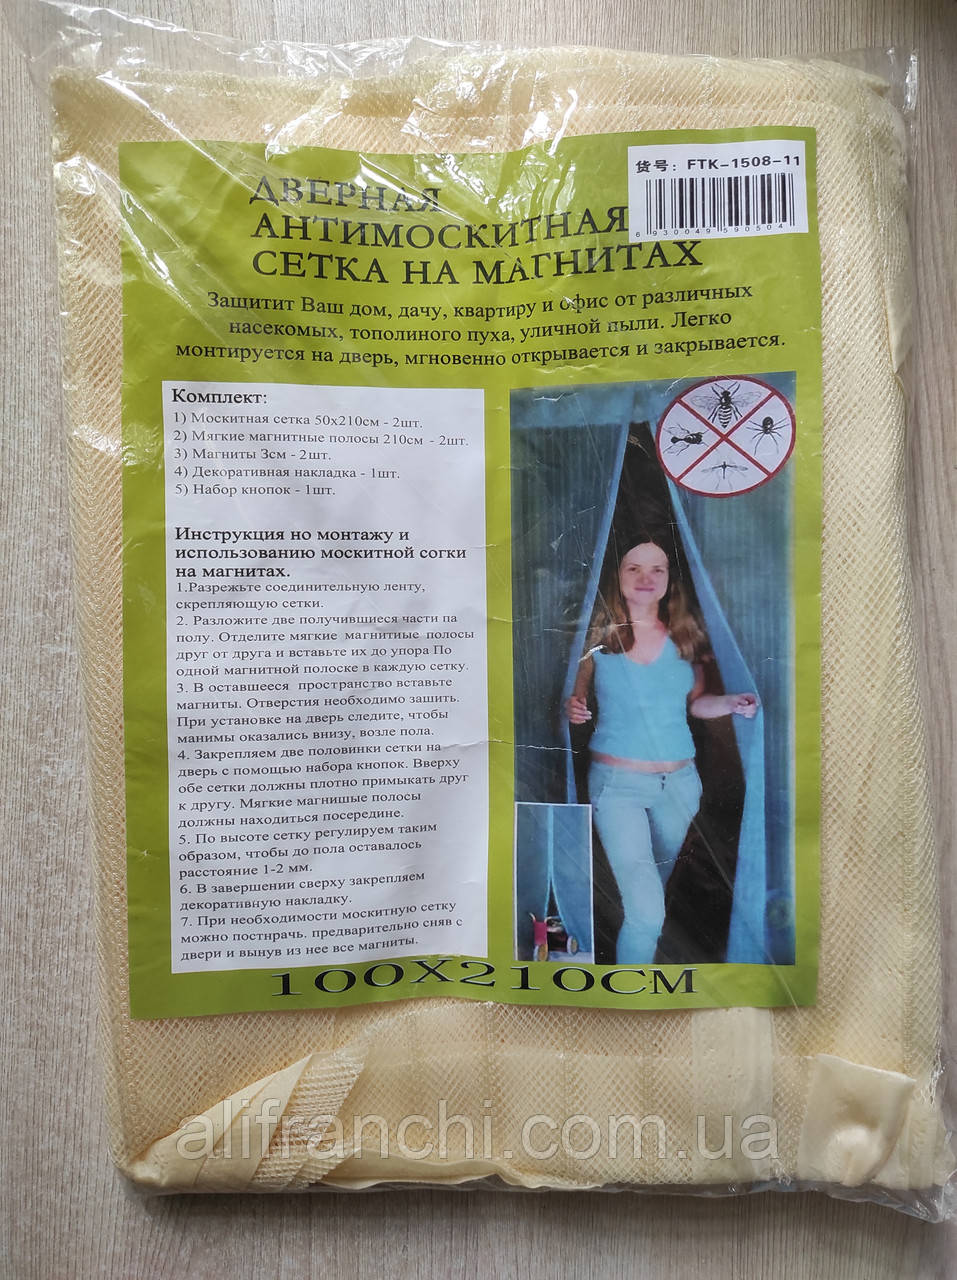 货号: FTK-1508-11
6930049590504
ДВЕРНАЯ
АНТИМОСКИТНАЯ
СЕТКА НА МАГНИТАХ
Защитит Ваш дом, дачу, квартиру и офис от различных
насекомых, тополиного пуха, уличной пыли. Легко
монтируется на дверь, мгновенно открывается и закрывается.
Комплект:
1) Москитная сетка 50х210см - 2шт.
2) Мягкие магнитные полосы 210см - 2шт.
3) Магниты 3см - 2шт.
4) Декоративная накладка - 1шт.
5) Набор кнопок - 1шт.
Инструкция но монтажу и
использованию москитной согки
на магнитах.
1.Разрежьте соединительную ленту,
скрепляющую сетки.
2. Разложите две получившиеся части па
полу. Отделите мягкие магнитиые полосы
друг от друга и вставьте их до упора По
одной магнитной полоске в каждую сетку.
3. В оставшееся пространство вставьте
магниты. Отверстия необходимо зашить.
При установке на дверь следите, чтобы
манимы оказались внизу, возле пола.
4. Закрепляем две половинки сетки на
дверь с помощью набора кнопок. Вверху
обе сетки должны плотно примыкать друг
к другу. Мягкие магнишые полосы
должны находиться посередине.
5. По высоте сетку регулируем таким
образом, чтобы до пола оставалось
расстояние 1-2 мм.
6. В завершении сверху закрепляем
декоративную накладку.
7. При необходимости москитную сетку
можно постнрачь. предварительно сняв с
двери и вынув из нее все магниты.
100X210CM
alifranchi.com.ua